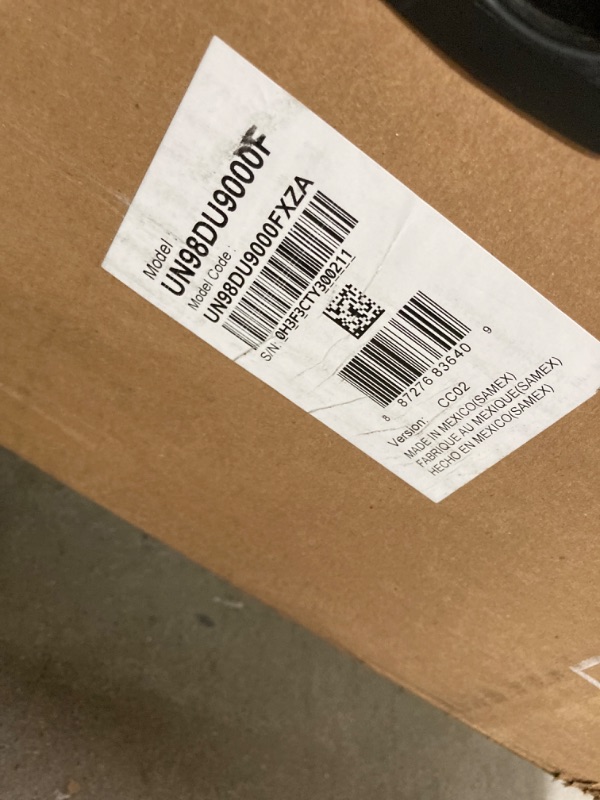 Model
UN98DU9000F
Model Code :
UN98DU9000FXZA
S/N: 0H3F3CTY300211
8 87276 83640 9
Version: CC02
MADE IN MEXICO(SAMEX)
FABRIQUE AU MEXIQUE(SAMEX)
HECHO EN MEXICO(SAMEX)